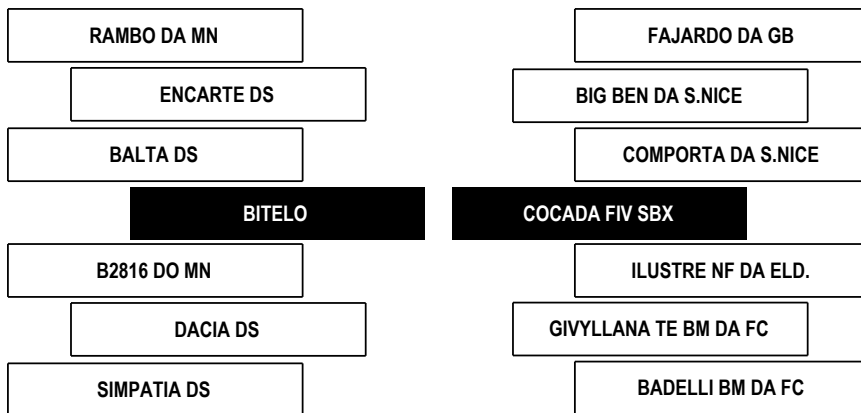 RAMBO DA MN
FAJARDO DA GB
ENCARTE DS
BIG BEN DA S.NICE
BALTA DS
COMPORTA DA S.NICE
BITELO
COCADA FIV SBX
B2816 DO MN
ILUSTRE NF DA ELD.
DACIA DS
GIVYLLANA TE BM DA FC
SIMPATIA DS
BADELLI BM DA FC